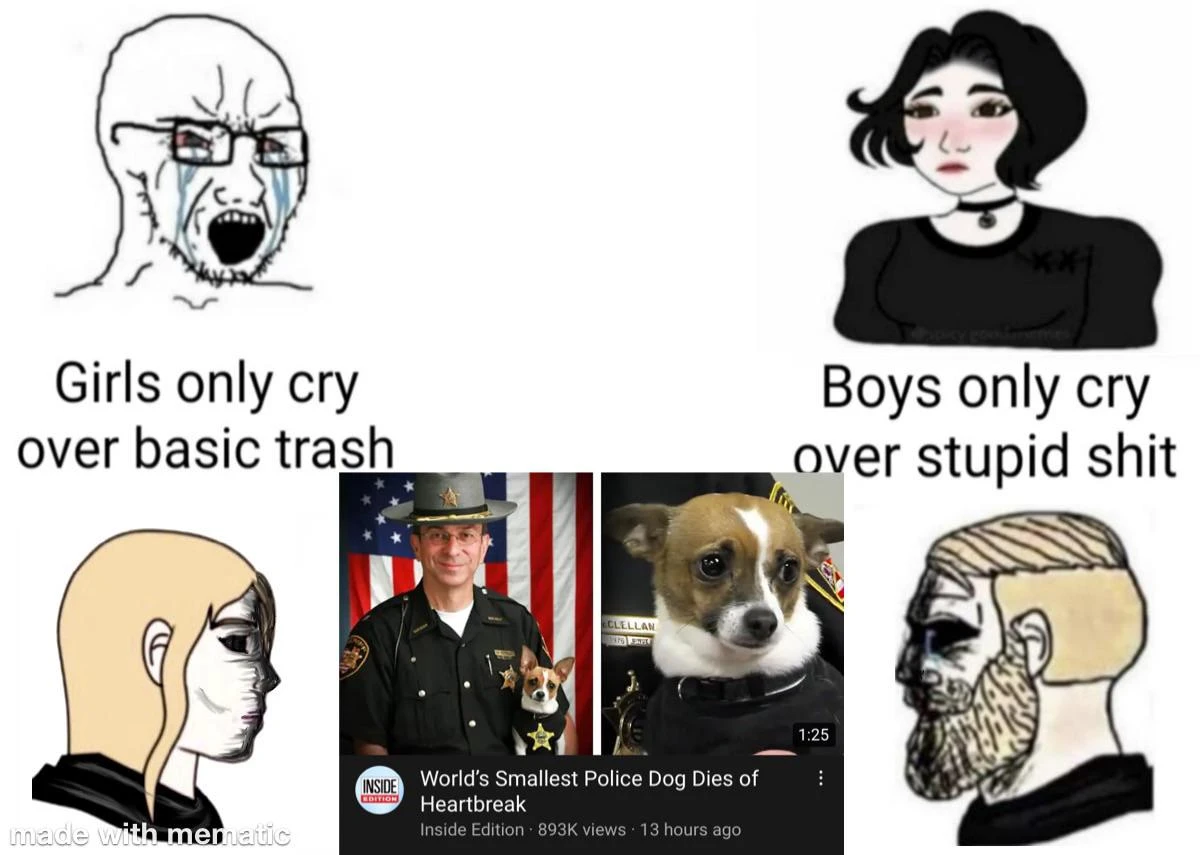 Girls only cry
over basic trash
Boys only cry
over stupid shit
CLELLAN
1:25
INSIDE
EDITION
World's Smallest Police Dog Dies of
Heartbreak
Inside Edition · 893K views · 13 hours ago
made with mematic